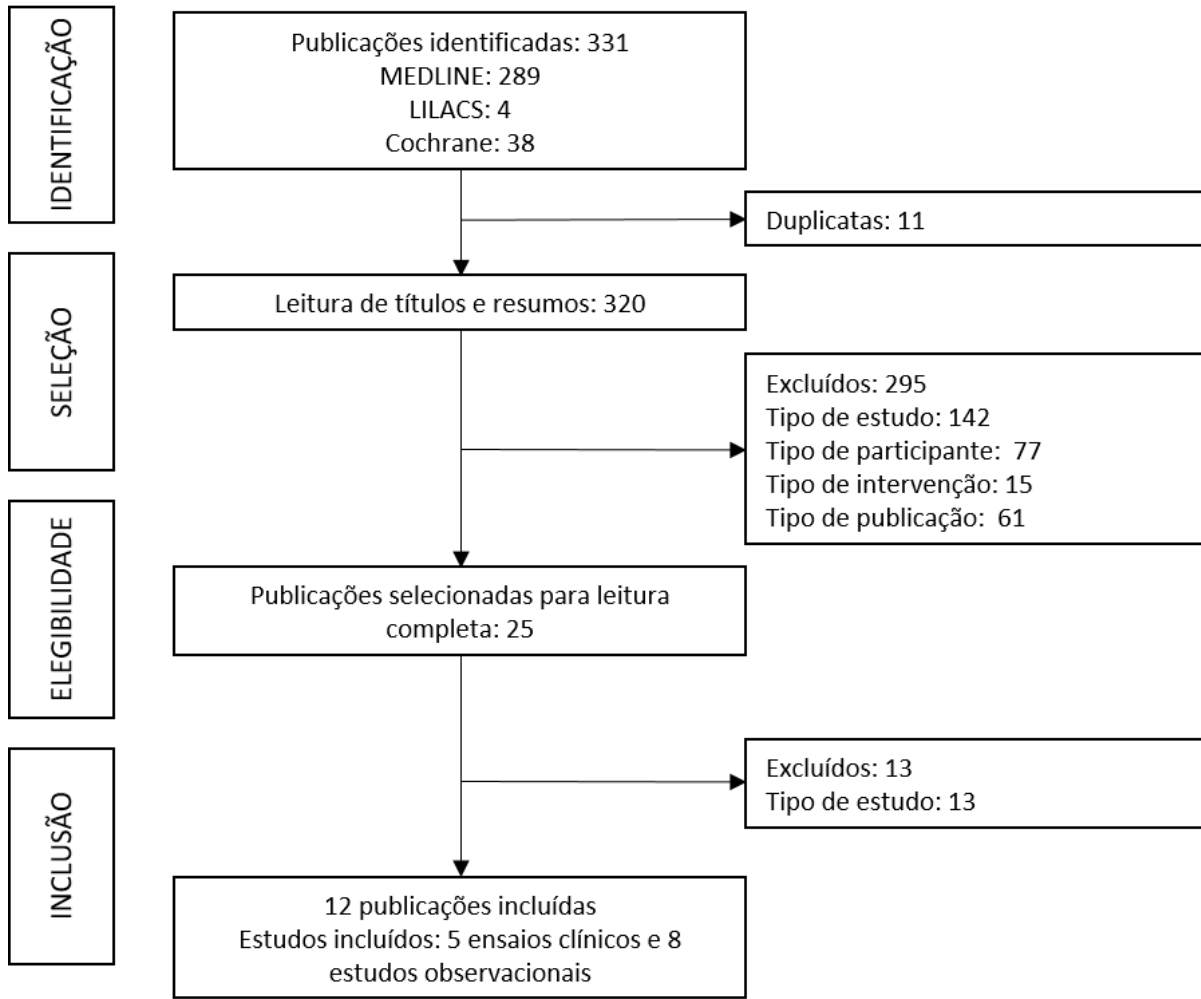 IDENTIFICAÇÃO
Publicações identificadas: 331
MEDLINE: 289
LILACS: 4
Cochrane: 38
Duplicatas: 11
SELEÇÃO
Leitura de títulos e resumos: 320
Excluídos: 295
Tipo de estudo: 142
Tipo de participante: 77
Tipo de intervenção: 15
Tipo de publicação: 61
ELEGIBILIDADE
Publicações selecionadas para leitura
completa: 25
Excluídos: 13
Tipo de estudo: 13
INCLUSÃO
12 publicações incluídas
Estudos incluídos: 5 ensaios clínicos e 8
estudos observacionais